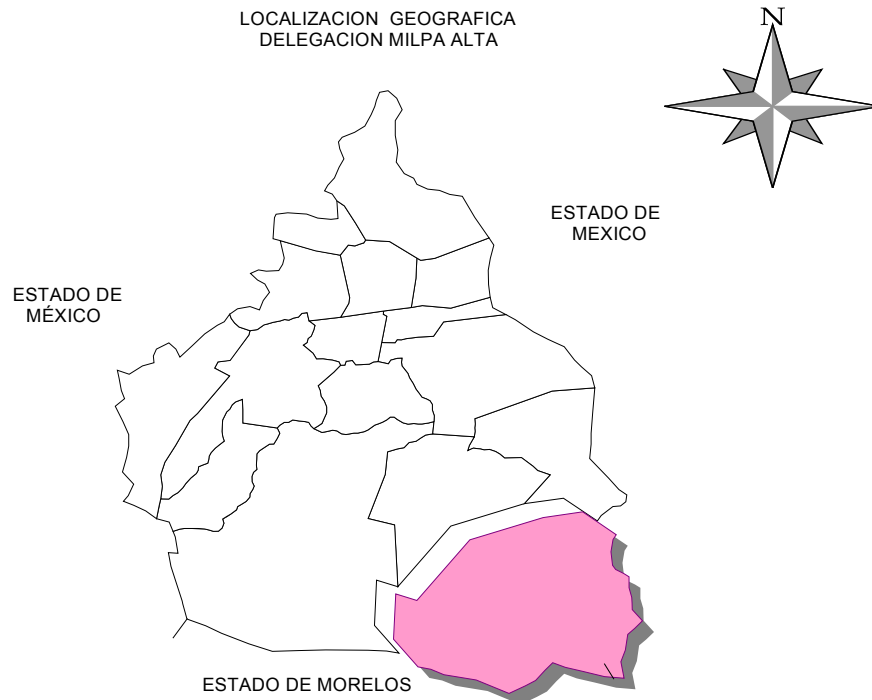 LOCALIZACION GEOGRAFICA
DELEGACION MILPA ALTA
N
ESTADO DE
MEXICO
ESTADO DE
MÉXICO
ESTADO DE MORELOS